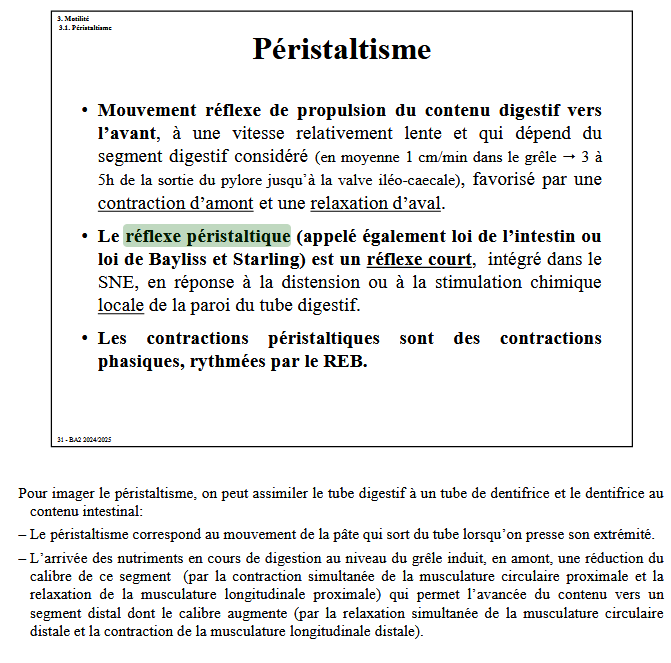 3. Motilité
3.1. Péristaltisme
Péristaltisme
• Mouvement réflexe de propulsion du contenu digestif vers
l’avant, à une vitesse relativement lente et qui dépend du
segment digestif considéré (en moyenne 1 cm/min dans le grêle → 3 à
5h de la sortie du pylore jusqu’à la valve iléo-caecale), favorisé par une
contraction d’amont et une relaxation d’aval.
• Le réflexe péristaltique (appelé également loi de l’intestin ou
loi de Bayliss et Starling) est un réflexe court, intégré dans le
SNE, en réponse à la distension ou à la stimulation chimique
locale de la paroi du tube digestif.
• Les contractions péristaltiques sont des contractions
phasiques, rythmées par le REB.
31 - BA2 2024/2025
Pour imager le péristaltisme, on peut assimiler le tube digestif à un tube de dentifrice et le dentifrice au
contenu intestinal:
– Le péristaltisme correspond au mouvement de la pâte qui sort du tube lorsqu’on presse son extrémité.
– L’arrivée des nutriments en cours de digestion au niveau du grêle induit, en amont, une réduction du
calibre de ce segment (par la contraction simultanée de la musculature circulaire proximale et la
relaxation de la musculature longitudinale proximale) qui permet l’avancée du contenu vers un
segment distal dont le calibre augmente (par la relaxation simultanée de la musculature circulaire
distale et la contraction de la musculature longitudinale distale).